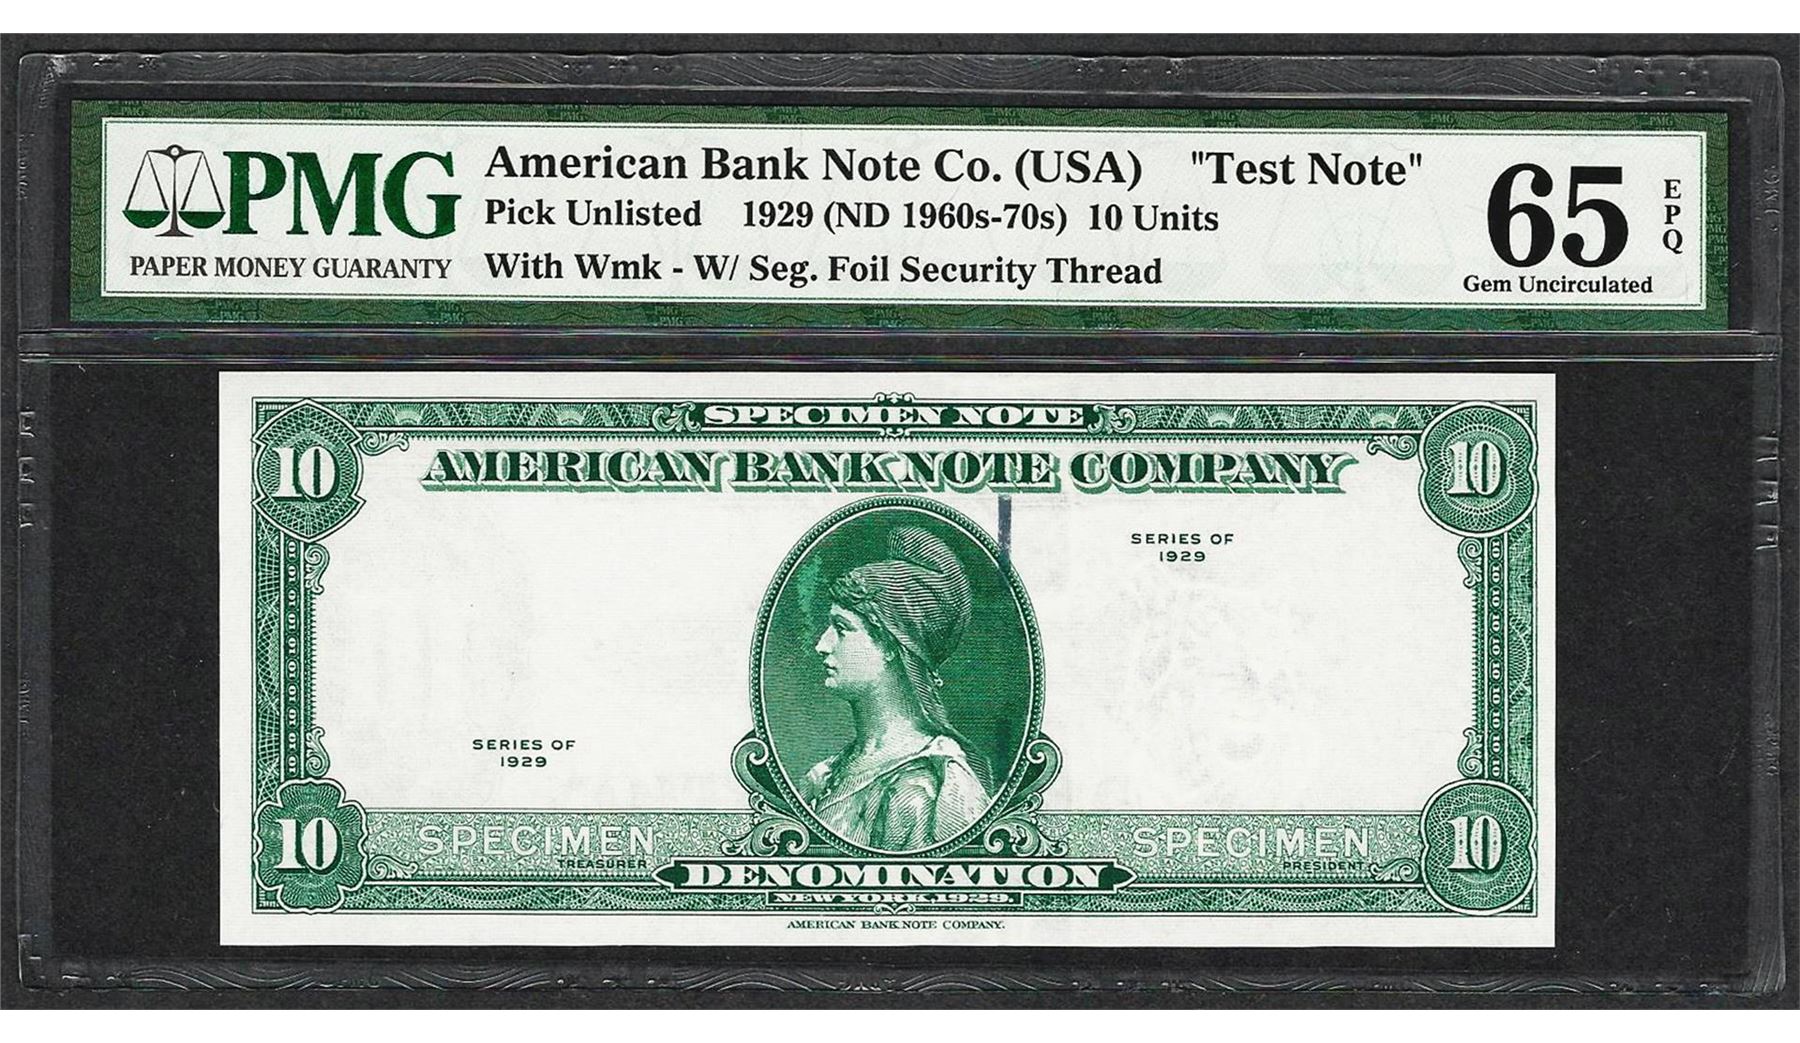 PMG
PAPER MONEY GUARANTY
American Bank Note Co. (USA) "Test Note"
Pick Unlisted 1929 (ND 1960s-70s) 10 Units
With Wmk - W/ Seg. Foil Security Thread
65
EPQ
Gem Uncirculated
SPECIMEN NOTE
10
AMERICAN BANK NOTE COMPANY
10
SERIES OF
1929
SERIES OF
1929
10
SPECIMEN
TREASURER
SPECIMEN
PRESIDENT
10
DENOMINATION
NEW YORK, 1929.
AMERICAN BANK NOTE COMPANY.